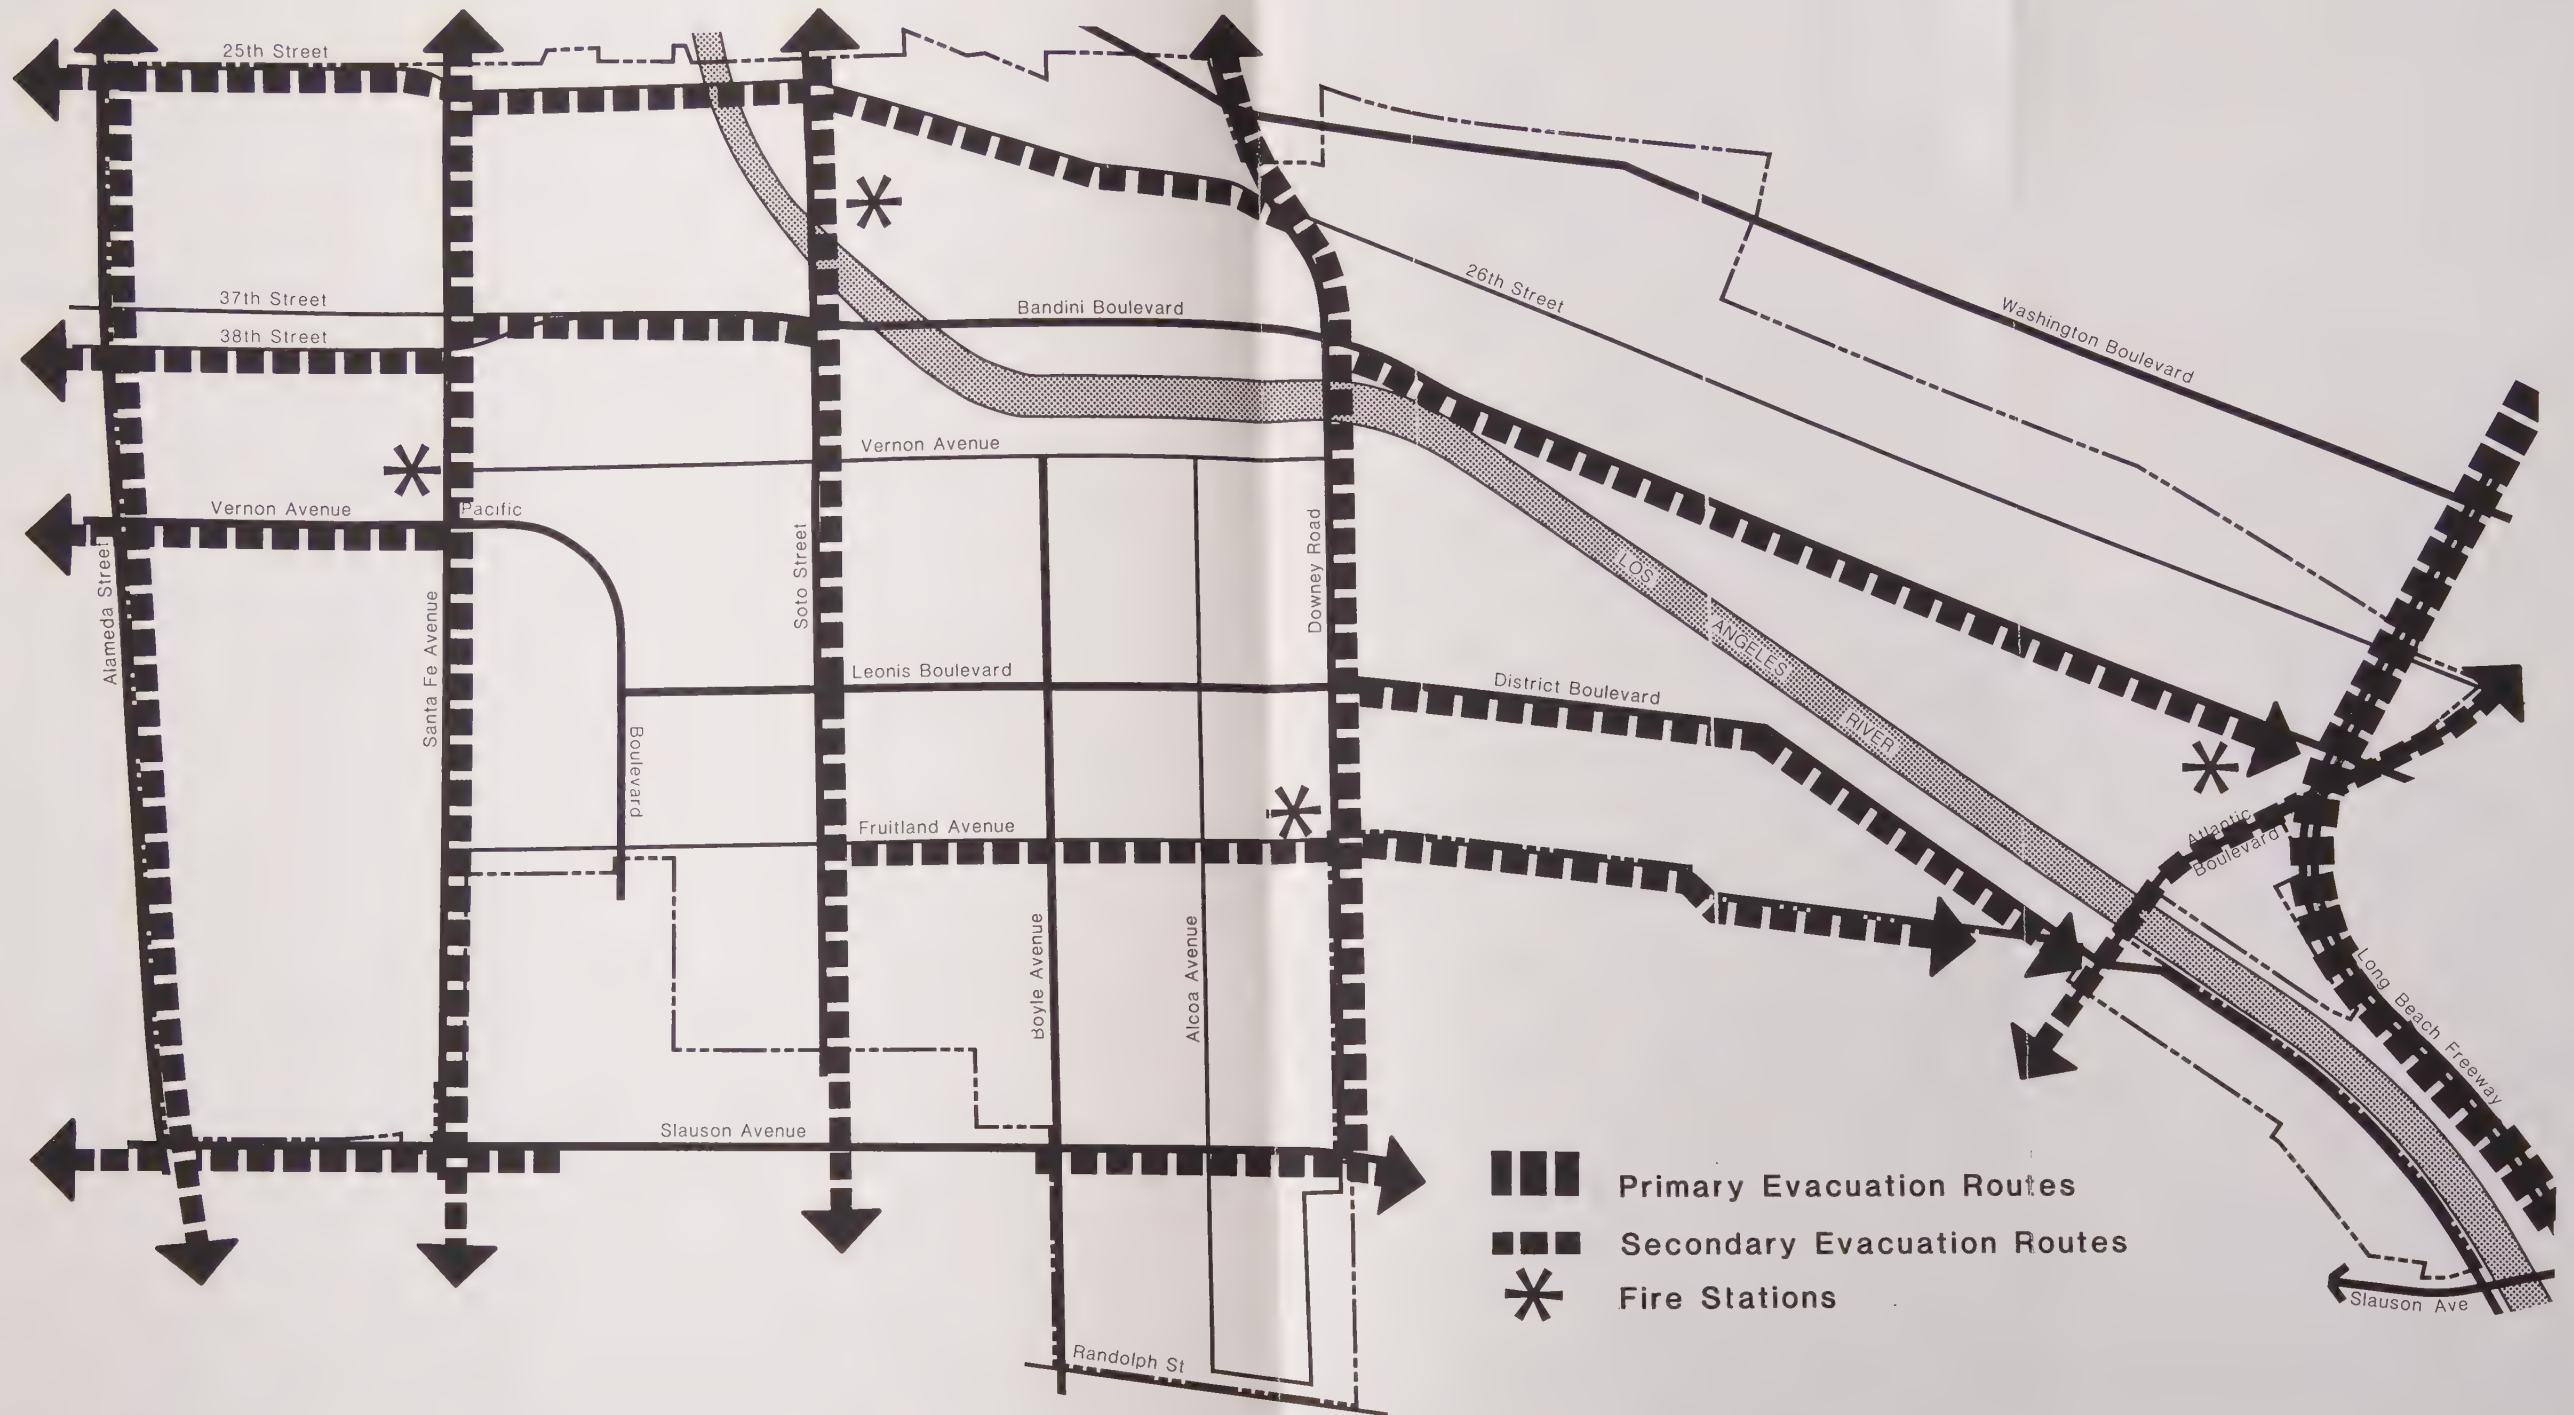 25th Street
37th Street
38th Street
Bandini Boulevard
26th Street
Washington Boulevard
Vernon Avenue
Vernon Avenue
Pacific
Boulevard
Alameda Street
Santa Fe Avenue
Soto Street
Downey Road
LOS ANGELES RIVER
Leonis Boulevard
District Boulevard
Fruitland Avenue
Atlantic
Boulevard
Boyle Avenue
Alcoa Avenue
Long Beach Freeway
Slauson Avenue
Primary Evacuation Routes
Secondary Evacuation Routes
Fire Stations
Slauson Ave
Randolph St